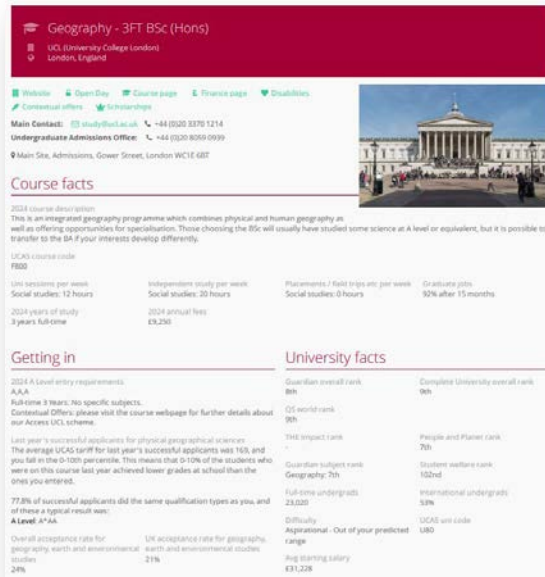 Geography - 3FT BSc (Hons)
UCL (University College London)
London, England
Website Open Day Course page £ Finance page Disabilities
Contextual offers Scholarships
Main Contact: study@ucl.ac.uk +44 (0)20 3370 1214
Undergraduate Admissions Office: +44 (0)20 8059 0939
Main Site, Admissions, Gower Street, London WC1E 6BT
Course facts
2024 course description
This is an integrated geography programme which combines physical and human geography as
well as offering opportunities for specialisation. Those choosing the BSc will usually have studied some science at A level or equivalent, but it is possible to
transfer to the BA if your interests develop differently.
UCAS course code
F800
Uni sessions per week
Social studies: 12 hours
Independent study per week
Social studies: 20 hours
Placements / field trips etc per week
Social studies: 0 hours
Graduate jobs
92% after 15 months
2024 years of study
3 years full-time
2024 annual fees
£9,250
Getting in
2024 A Level entry requirements
A,A,A
Full-time 3 Years: No specific subjects.
Contextual Offers: please visit the course webpage for further details about
our Access UCL scheme.
Last year's successful applicants for physical geographical sciences
The average UCAS tariff for last year's successful applicants was 169, and
you fall in the 0-10th percentile. This means that 0-10% of the students who
were on this course last year achieved lower grades at school than the
ones you entered.
77.8% of successful applicants did the same qualification types as you, and
of these a typical result was:
A Level: A*AA
Overall acceptance rate for
geography, earth and environmental
studies
24%
UK acceptance rate for geography,
earth and environmental studies
21%
University facts
Guardian overall rank
8th
Complete University overall rank
9th
QS world rank
9th
THE Impact rank
-
People and Planet rank
7th
Guardian subject rank
Geography: 7th
Student welfare rank
102nd
Full-time undergrads
23,020
International undergrads
53%
Difficulty
Aspirational - Out of your predicted
range
UCAS uni code
U80
Avg starting salary
£31,228